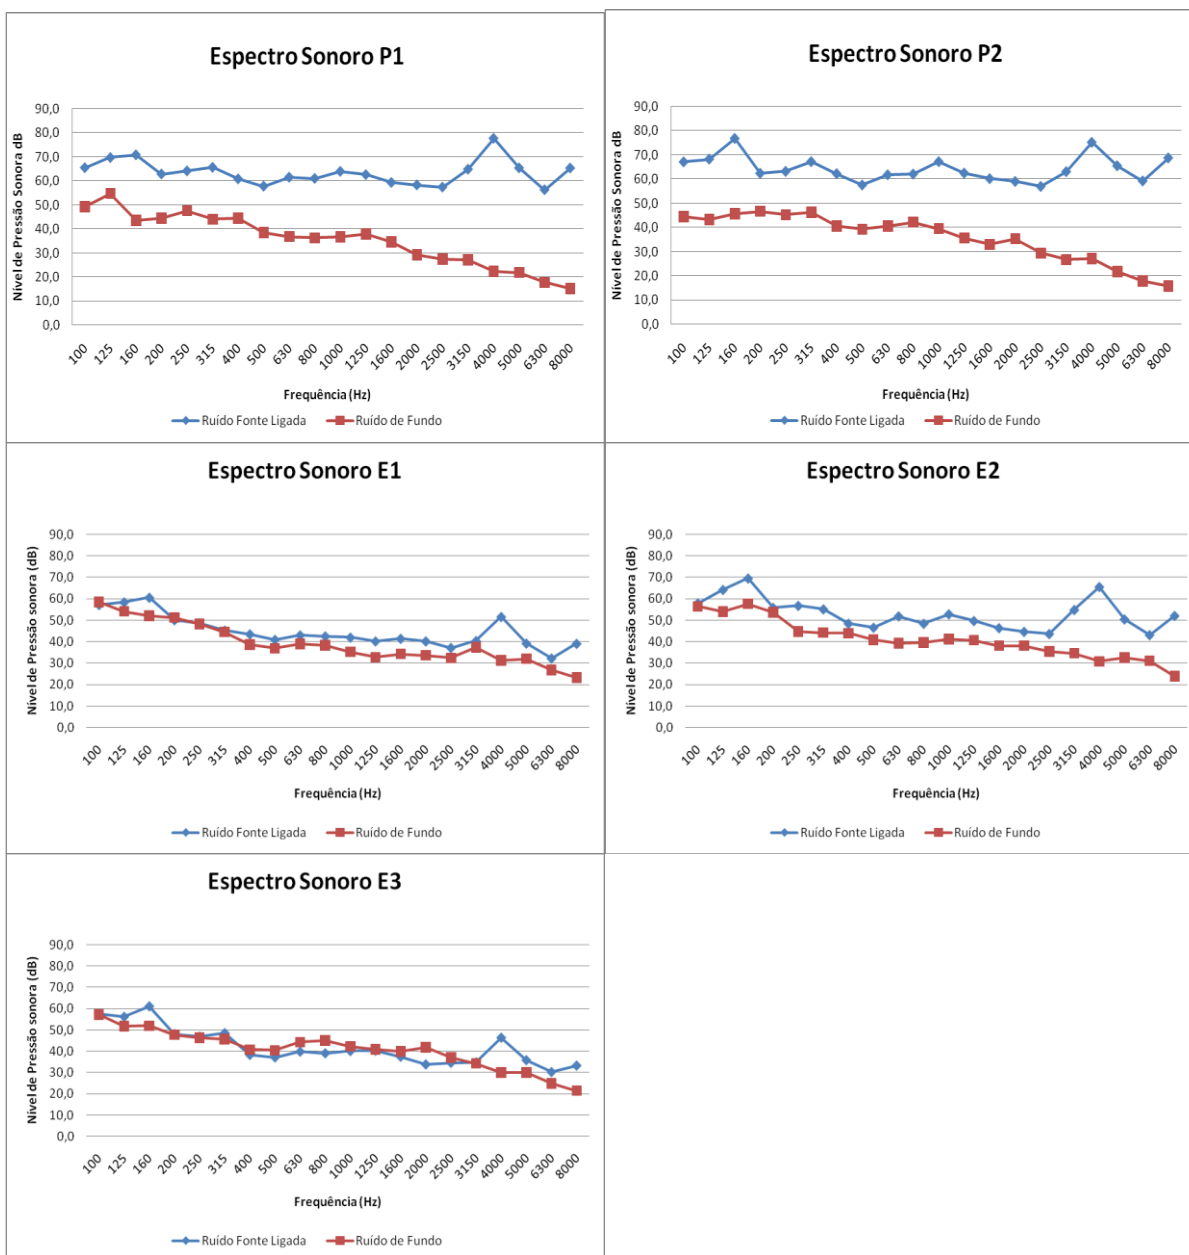 Espectro Sonoro P1
Nível de Pressão Sonora dB
90,0
80,0
70,0
60,0
50,0
40,0
30,0
20,0
10,0
0,0
100 125 160 200 250 315 400 500 630 800 1000 1250 1600 2000 2500 3150 4000 5000 6300 8000
Frequência (Hz)
Ruído Fonte Ligada Ruído de Fundo
Espectro Sonoro P2
Nível de Pressão Sonora dB
90,0
80,0
70,0
60,0
50,0
40,0
30,0
20,0
10,0
0,0
100 125 160 200 250 315 400 500 630 800 1000 1250 1600 2000 2500 3150 4000 5000 6300 8000
Frequência (Hz)
Ruído Fonte Ligada Ruído de Fundo
Espectro Sonoro E1
Nível de Pressão sonora (dB)
90,0
80,0
70,0
60,0
50,0
40,0
30,0
20,0
10,0
0,0
100 125 160 200 250 315 400 500 630 800 1000 1250 1600 2000 2500 3150 4000 5000 6300 8000
Frequência (Hz)
Ruído Fonte Ligada Ruído de Fundo
Espectro Sonoro E2
Nível de Pressão sonora (dB)
90,0
80,0
70,0
60,0
50,0
40,0
30,0
20,0
10,0
0,0
100 125 160 200 250 315 400 500 630 800 1000 1250 1600 2000 2500 3150 4000 5000 6300 8000
Frequência (Hz)
Ruído Fonte Ligada Ruído de Fundo
Espectro Sonoro E3
Nível de Pressão sonora (dB)
90,0
80,0
70,0
60,0
50,0
40,0
30,0
20,0
10,0
0,0
100 125 160 200 250 315 400 500 630 800 1000 1250 1600 2000 2500 3150 4000 5000 6300 8000
Frequência (Hz)
Ruído Fonte Ligada Ruído de Fundo